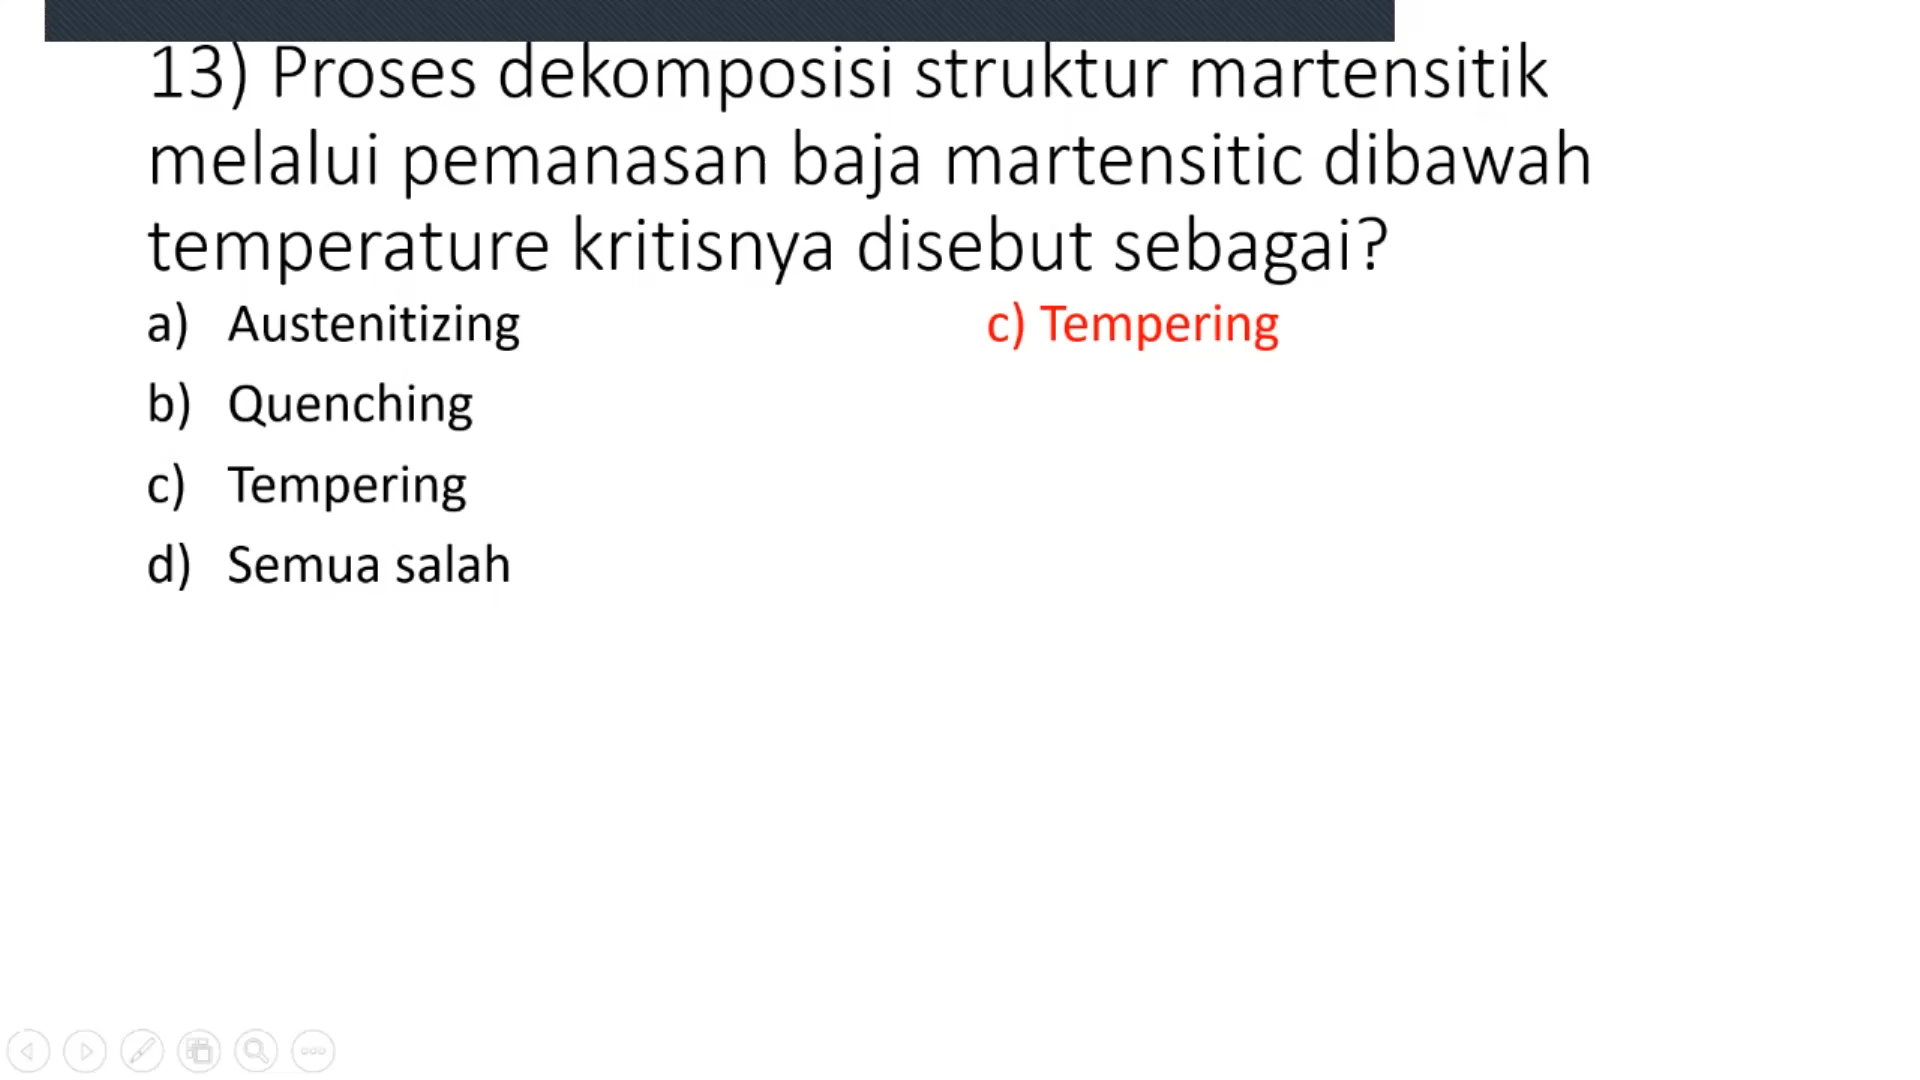 13) Proses dekomposisi struktur martensitik
melalui pemanasan baja martensitic dibawah
temperature kritisnya disebut sebagai?
a) Austenitizing
b) Quenching
c) Tempering
d) Semua salah
c) Tempering